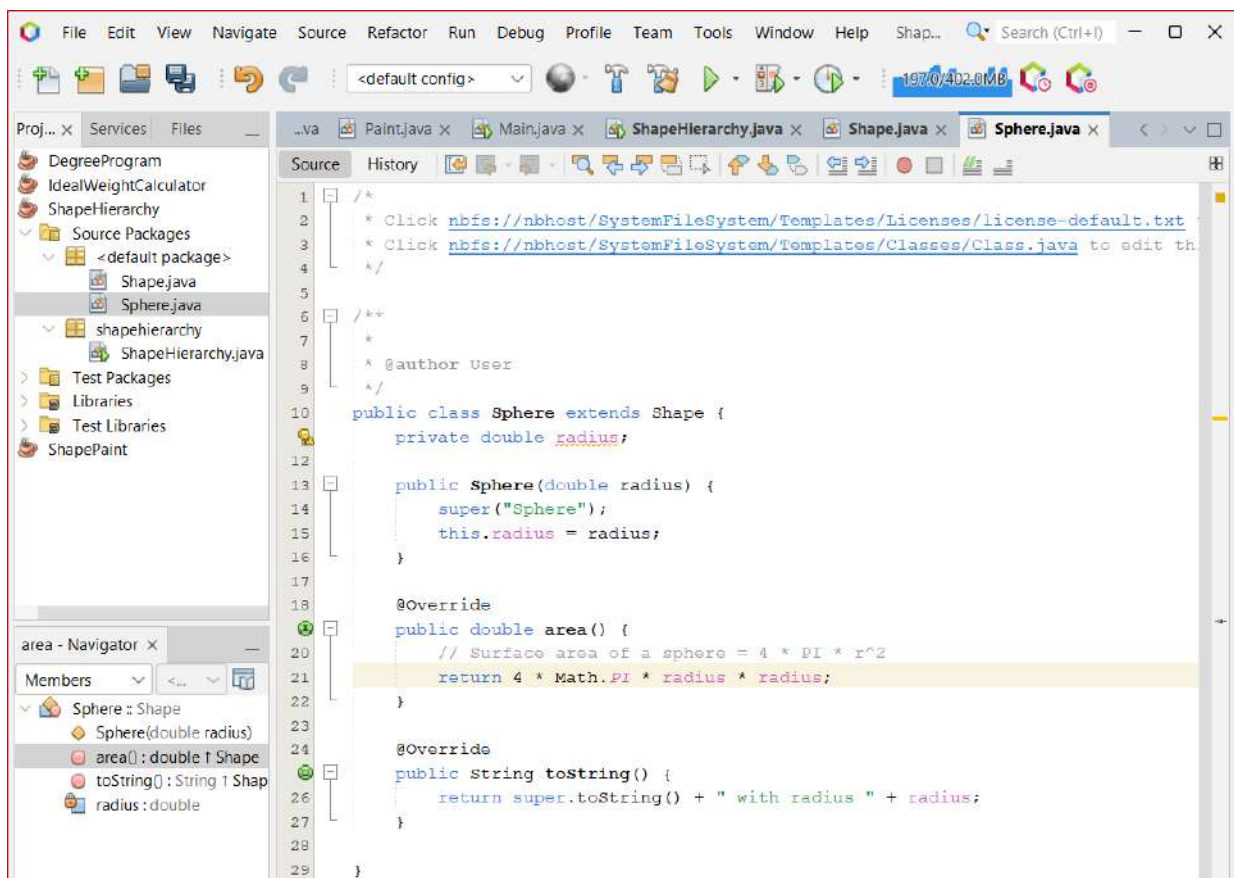 File Edit View Navigate Source Refactor Run Debug Profile Team Tools Window Help Shap... Search (Ctrl+I)
<default config> 197.0/402.0MB
Proj... Services Files
DegreeProgram
IdealWeightCalculator
ShapeHierarchy
Source Packages
<default package>
Shape.java
Sphere.java
shapehierarchy
ShapeHierarchy.java
Test Packages
Libraries
Test Libraries
ShapePaint
area - Navigator
Members <...
Sphere :: Shape
Sphere(double radius)
area() : double ↑ Shape
toString() : String ↑ Shap
radius : double
...va Paint.java Main.java ShapeHierarchy.java Shape.java Sphere.java
Source History
1 /*
2 * Click nbfs://nbhost/SystemFileSystem/Templates/Licenses/license-default.txt
3 * Click nbfs://nbhost/SystemFileSystem/Templates/Classes/Class.java to edit th
4 */
5
6 /**
7 *
8 * @author User
9 */
10 public class Sphere extends Shape {
private double radius;
12
13 public Sphere(double radius) {
14 super("Sphere");
15 this.radius = radius;
16 }
17
18 @Override
public double area() {
20 // Surface area of a sphere = 4 * PI * r^2
21 return 4 * Math.PI * radius * radius;
22 }
23
24 @Override
public String toString() {
26 return super.toString() + " with radius " + radius;
27 }
28
29 }